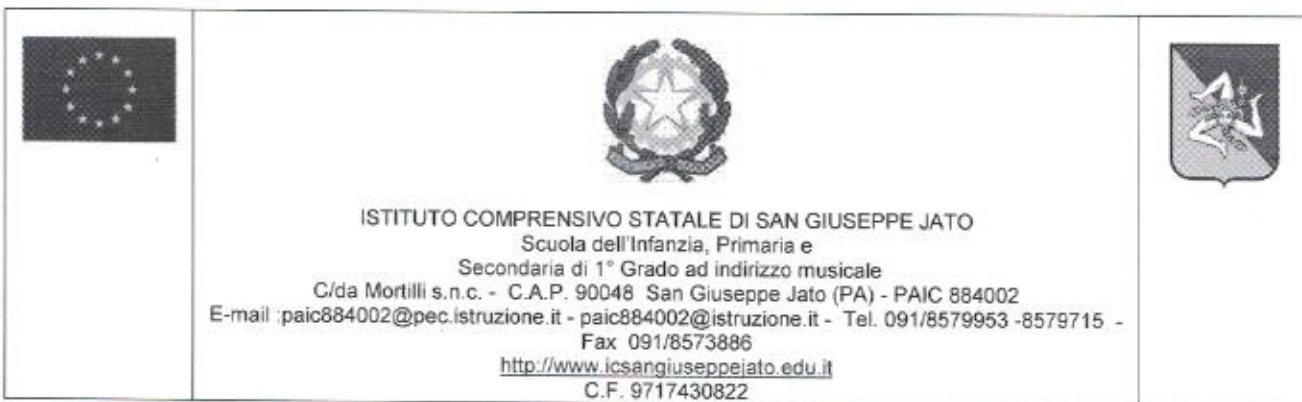 ISTITUTO COMPRENSIVO STATALE DI SAN GIUSEPPE JATO
Scuola dell'Infanzia, Primaria e
Secondaria di 1° Grado ad indirizzo musicale
C/da Mortilli s.n.c. - C.A.P. 90048 San Giuseppe Jato (PA) - PAIC 884002
E-mail :paic884002@pec.istruzione.it - paic884002@istruzione.it - Tel. 091/8579953 -8579715 -
Fax 091/8573886
http://www.icsangiuseppejato.edu.it
C.F. 9717430822